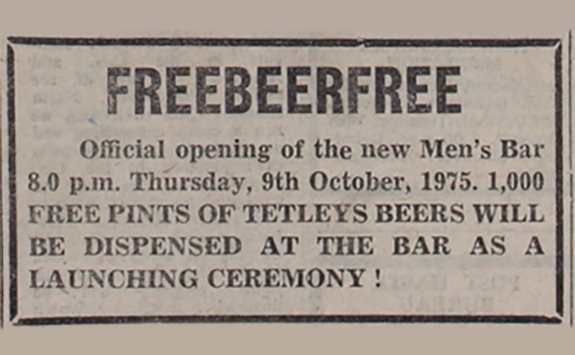 FREEBEERFREE
Official opening of the new Men's Bar
8.0 p.m. Thursday, 9th October, 1975. 1,000
FREE PINTS OF TETLEYS BEERS WILL
BE DISPENSED AT THE BAR AS A
LAUNCHING CEREMONY !